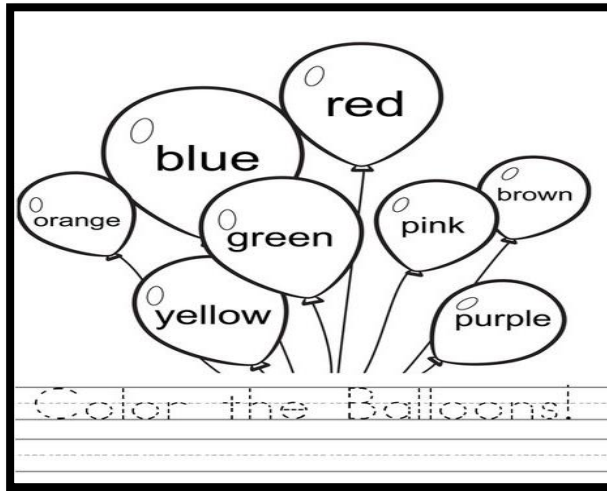 red
blue
brown
orange
green
pink
yellow
purple
Color the Balloons!